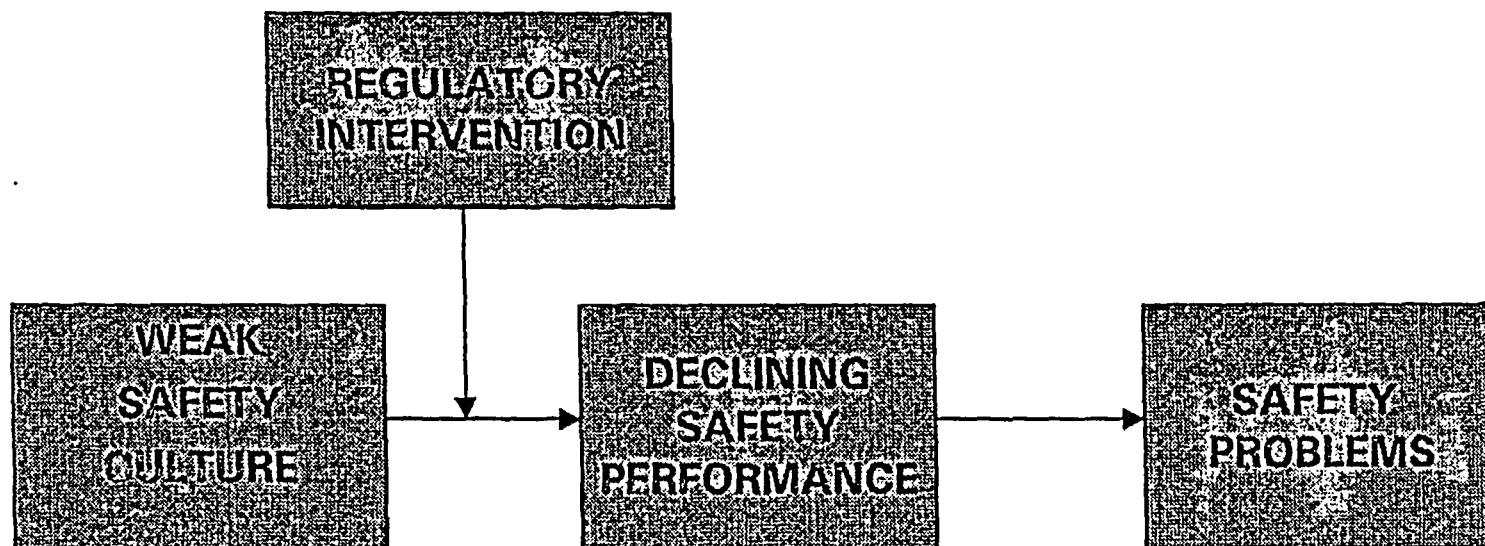 REGULATORY
INTERVENTION
WEAK
SAFETY
CULTURE
DECLINING
SAFETY
PERFORMANCE
SAFETY
PROBLEMS